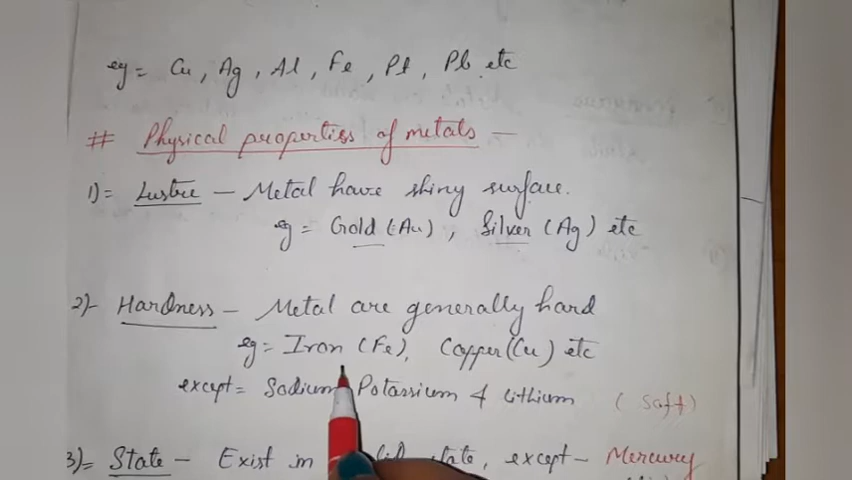 eg = Cu, Ag, Al, Fe, Pt, Pb etc
# Physical properties of metals –
1)= Lustre – Metal have shiny surface.
eg = Gold (Au), Silver (Ag) etc
2)- Hardness – Metal are generally hard
eg = Iron (Fe), Copper (Cu) etc
except = Sodium Potassium & Lithium (Soft)
3)= State – Exist in state, except – Mercury